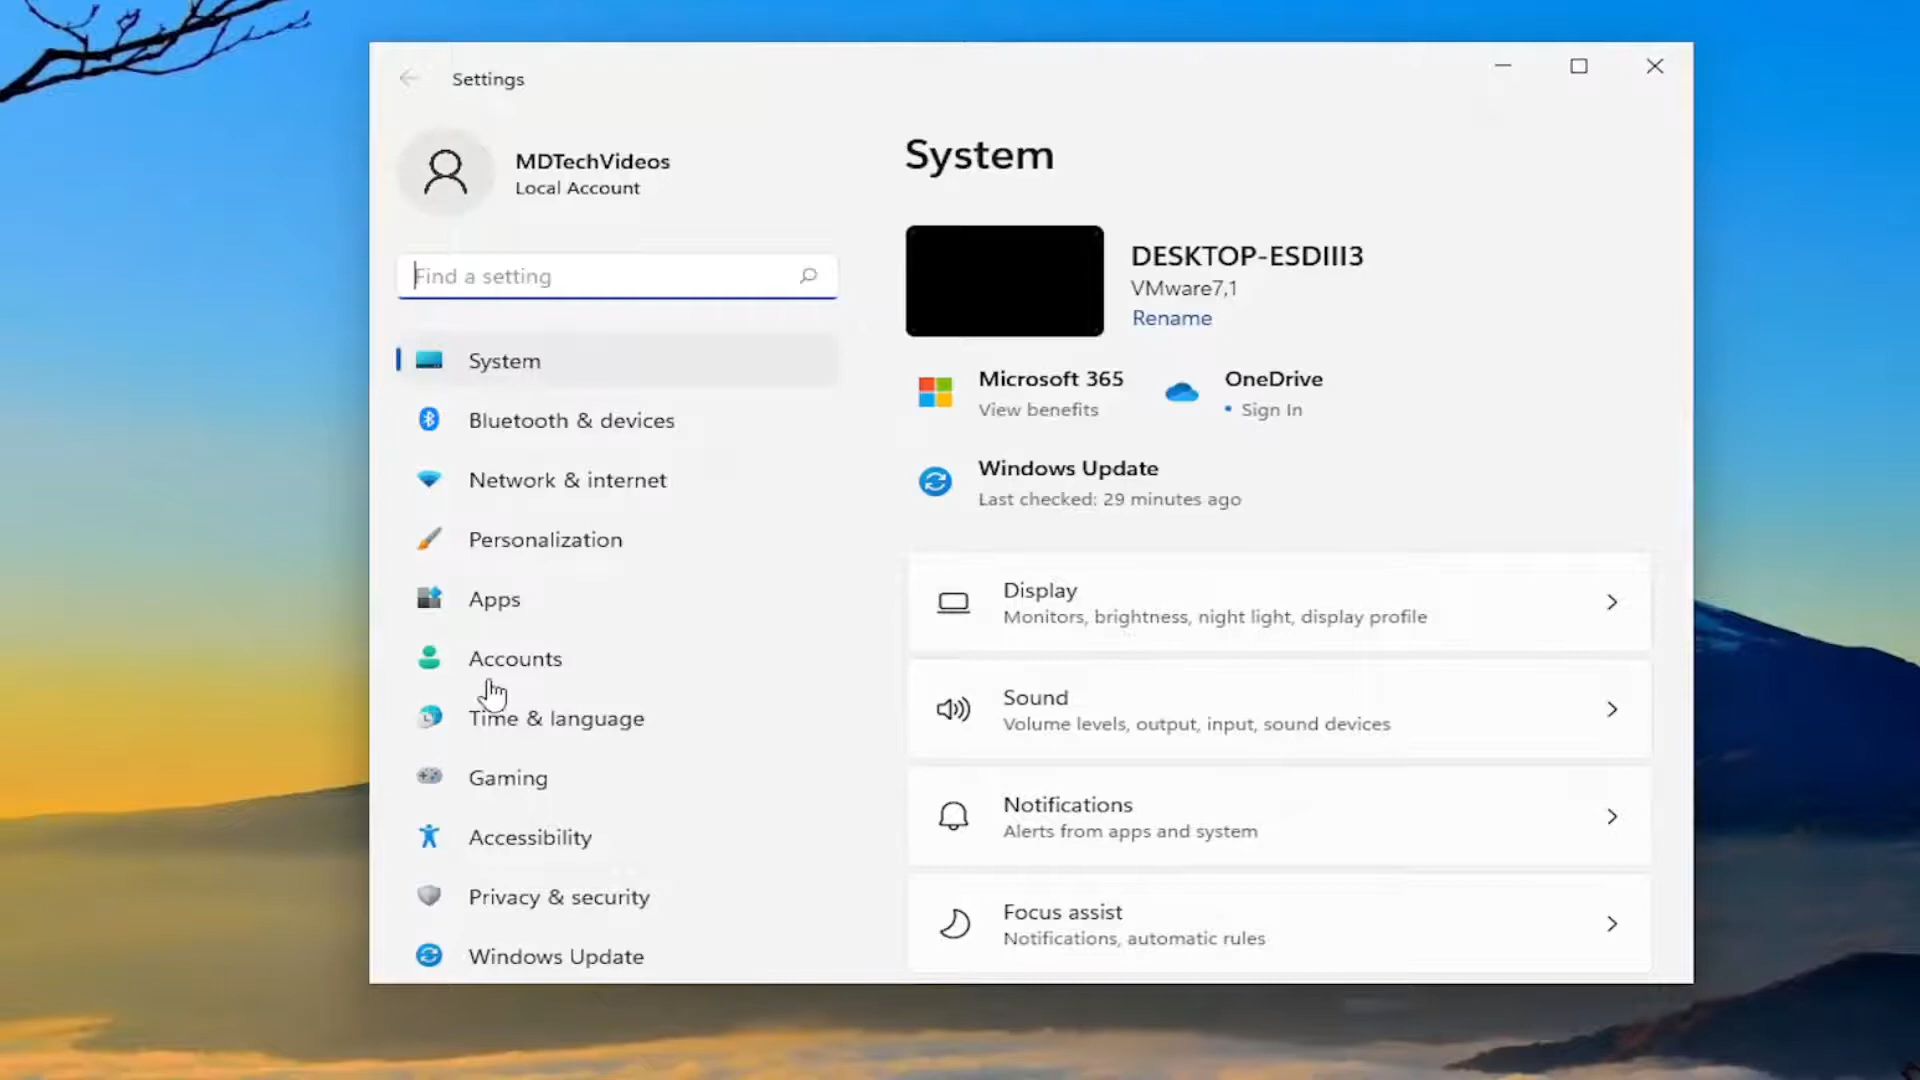 Settings
MDTechVideos
Local Account
Find a setting
System
Bluetooth & devices
Network & internet
Personalization
Apps
Accounts
Time & language
Gaming
Accessibility
Privacy & security
Windows Update
System
DESKTOP-ESDIII3
VMware7,1
Rename
Microsoft 365
View benefits
OneDrive
• Sign In
Windows Update
Last checked: 29 minutes ago
Display
Monitors, brightness, night light, display profile
Sound
Volume levels, output, input, sound devices
Notifications
Alerts from apps and system
Focus assist
Notifications, automatic rules